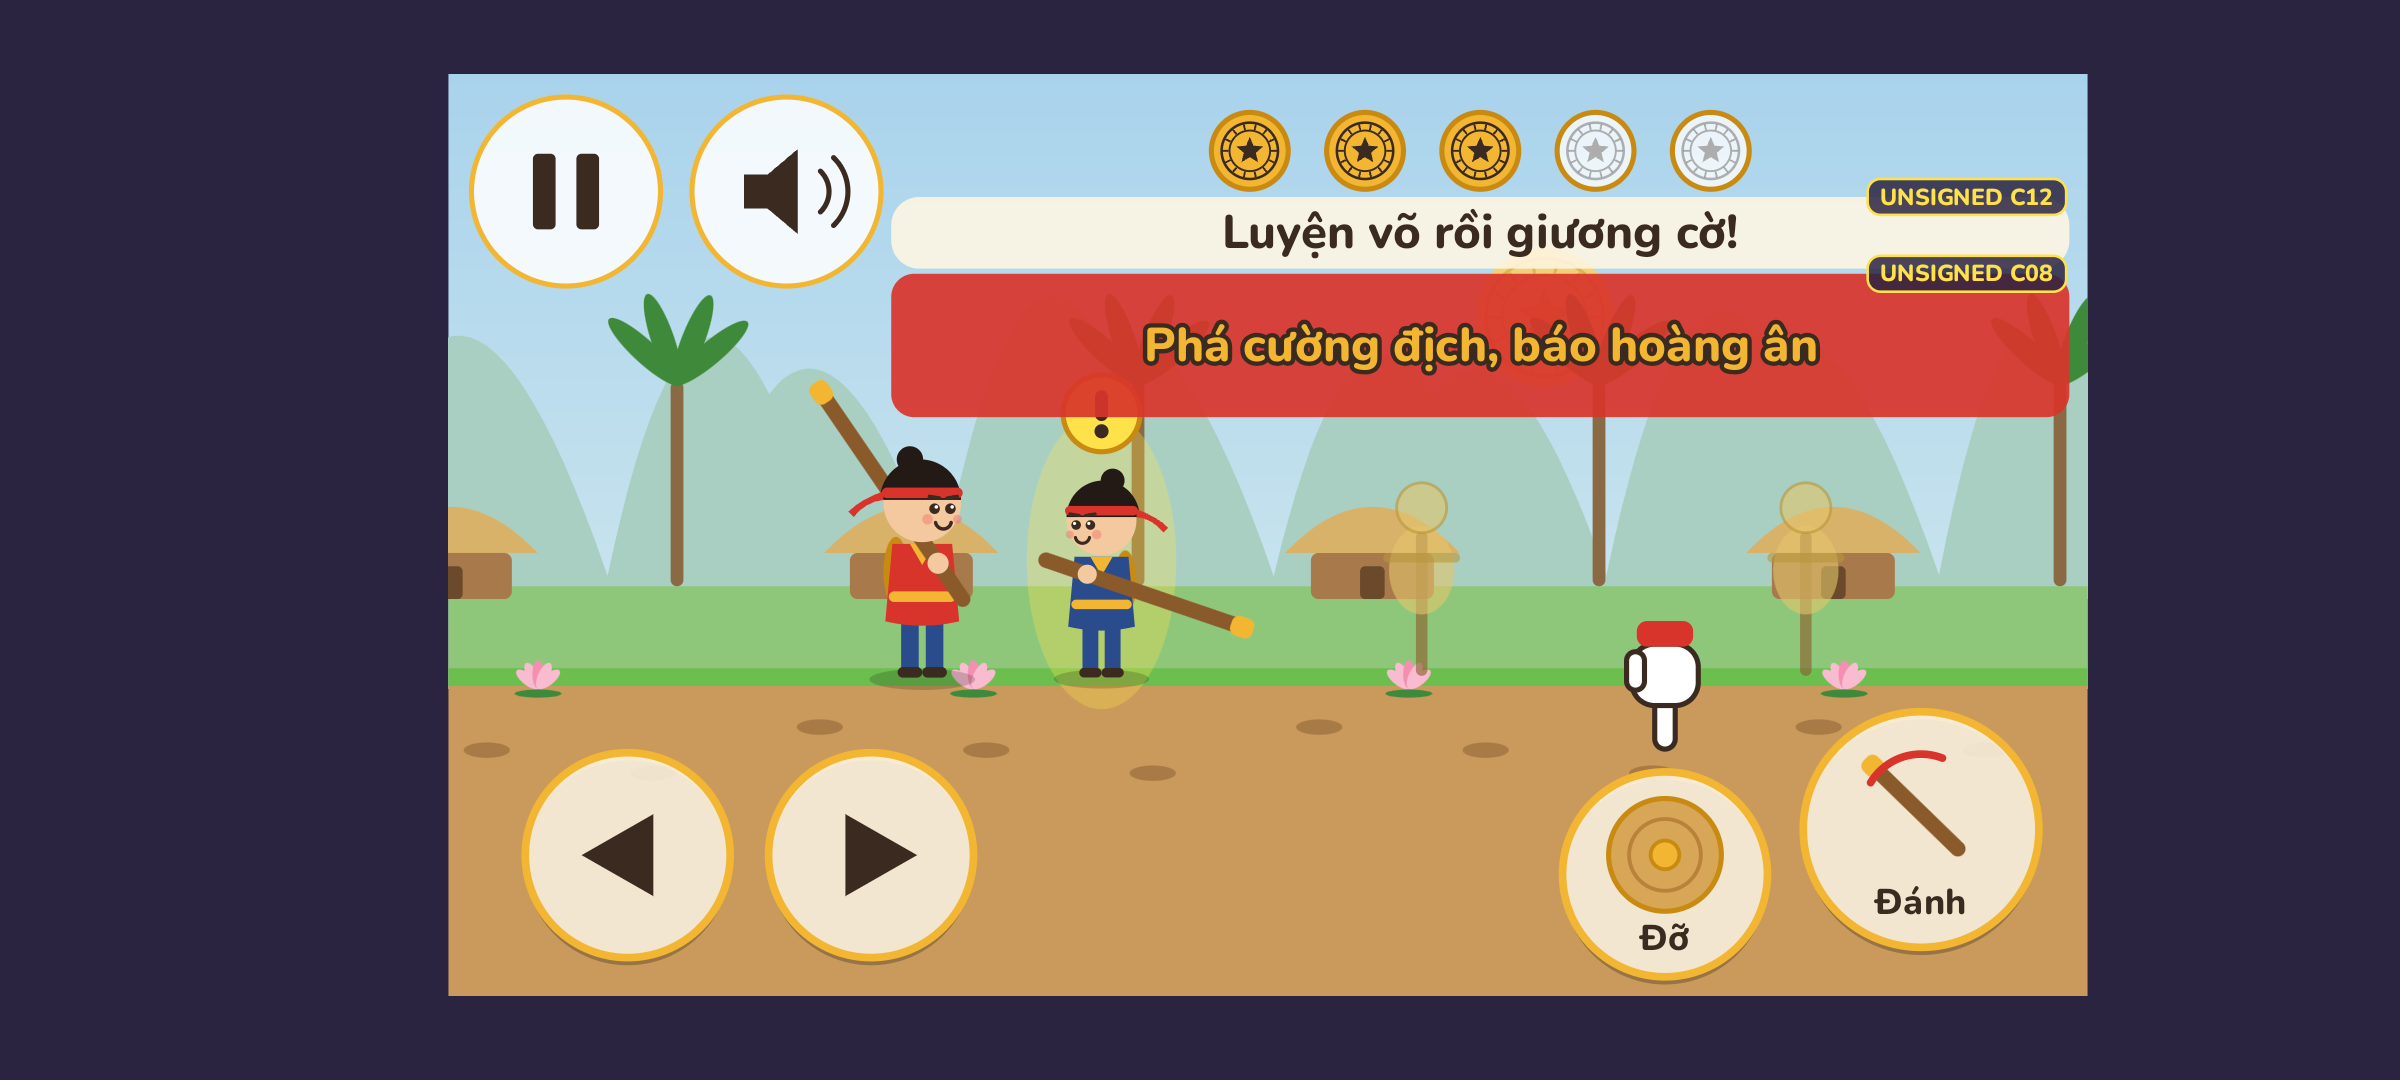 UNSIGNED C12
Luyện võ rồi giương cờ!
UNSIGNED C08
Phá cường địch, báo hoàng ân
!
Đánh
Đỡ